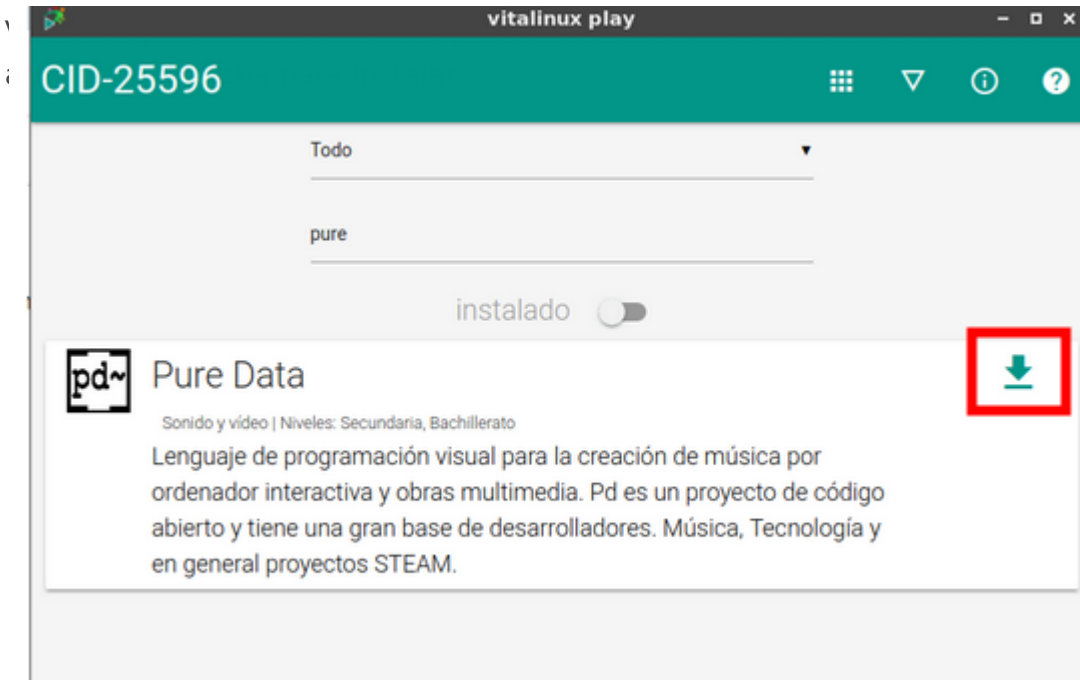 vitalinux play
CID-25596
Todo
pure
instalado
pd~
Pure Data
Sonido y vídeo | Niveles: Secundaria, Bachillerato
Lenguaje de programación visual para la creación de música por
ordenador interactiva y obras multimedia. Pd es un proyecto de código
abierto y tiene una gran base de desarrolladores. Música, Tecnología y
en general proyectos STEAM.